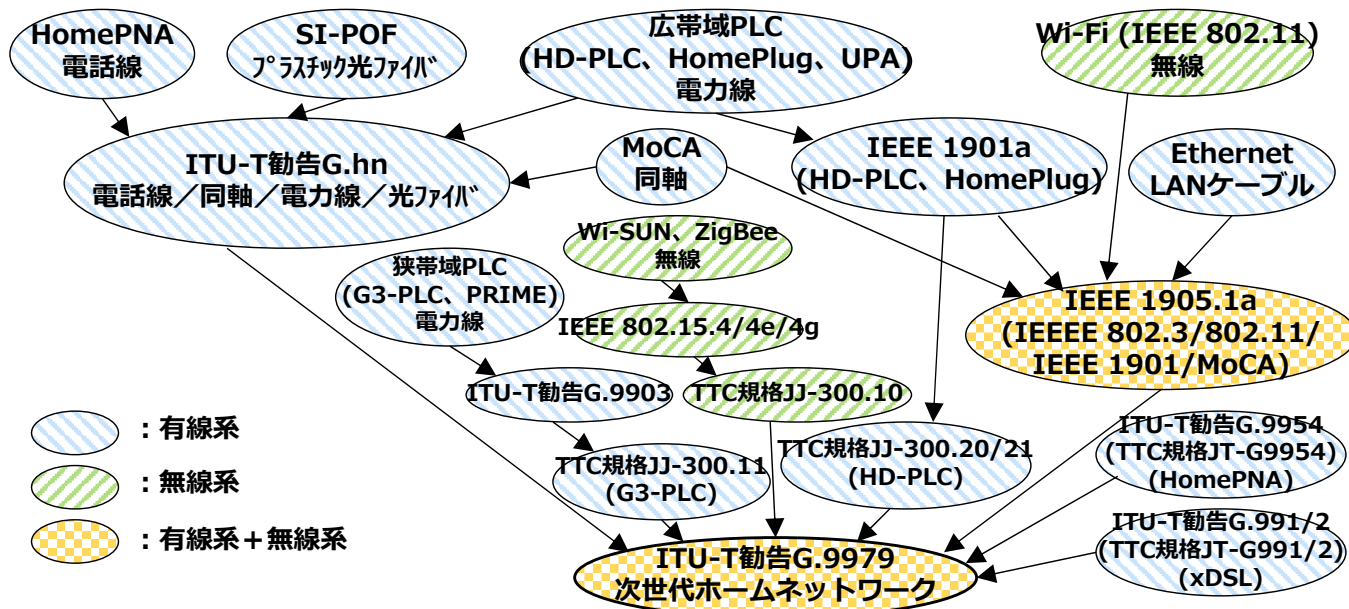 HomePNA
電話線
SI-POF
ﾌﾟﾗｽﾁｯｸ光ﾌｧｲﾊﾞ
広帯域PLC
(HD-PLC、HomePlug、UPA)
電力線
Wi-Fi (IEEE 802.11)
無線
ITU-T勧告G.hn
電話線／同軸／電力線／光ﾌｧｲﾊﾞ
MoCA
同軸
IEEE 1901a
(HD-PLC、HomePlug)
Ethernet
LANケーブル
Wi-SUN、ZigBee
無線
狭帯域PLC
(G3-PLC、PRIME)
電力線
IEEE 802.15.4/4e/4g
IEEE 1905.1a
(IEEEE 802.3/802.11/
IEEE 1901/MoCA)
ITU-T勧告G.9903
TTC規格JJ-300.10
：有線系
：無線系
：有線系＋無線系
TTC規格JJ-300.11
(G3-PLC)
TTC規格JJ-300.20/21
(HD-PLC)
ITU-T勧告G.9954
(TTC規格JT-G9954)
(HomePNA)
ITU-T勧告G.991/2
(TTC規格JT-G991/2)
(xDSL)
ITU-T勧告G.9979
次世代ホームネットワーク